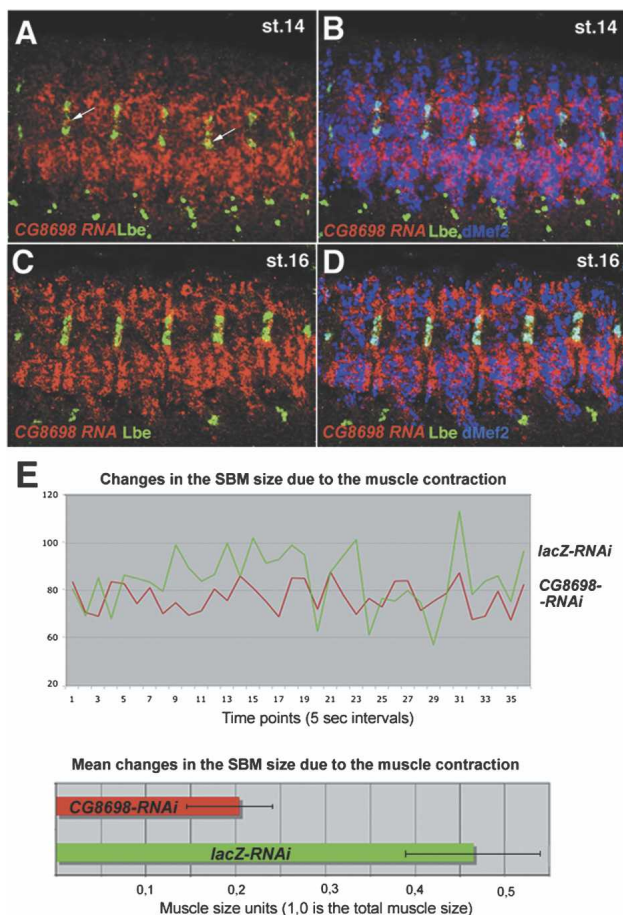 A st.14
CG8698 RNA Lbe
B st.14
CG8698 RNA Lbe dMef2
C st.16
CG8698 RNA Lbe
D st.16
CG8698 RNA Lbe dMef2
E
Changes in the SBM size due to the muscle contraction
120
100
80
60
20
lacZ-RNAi
CG8698-
-RNAi
1 3 5 7 9 11 13 15 17 19 21 23 25 27 29 31 33 35
Time points (5 sec intervals)
Mean changes in the SBM size due to the muscle contraction
CG8698-RNAi
lacZ-RNAi
0,1 0,2 0,3 0,4 0,5
Muscle size units (1,0 is the total muscle size)